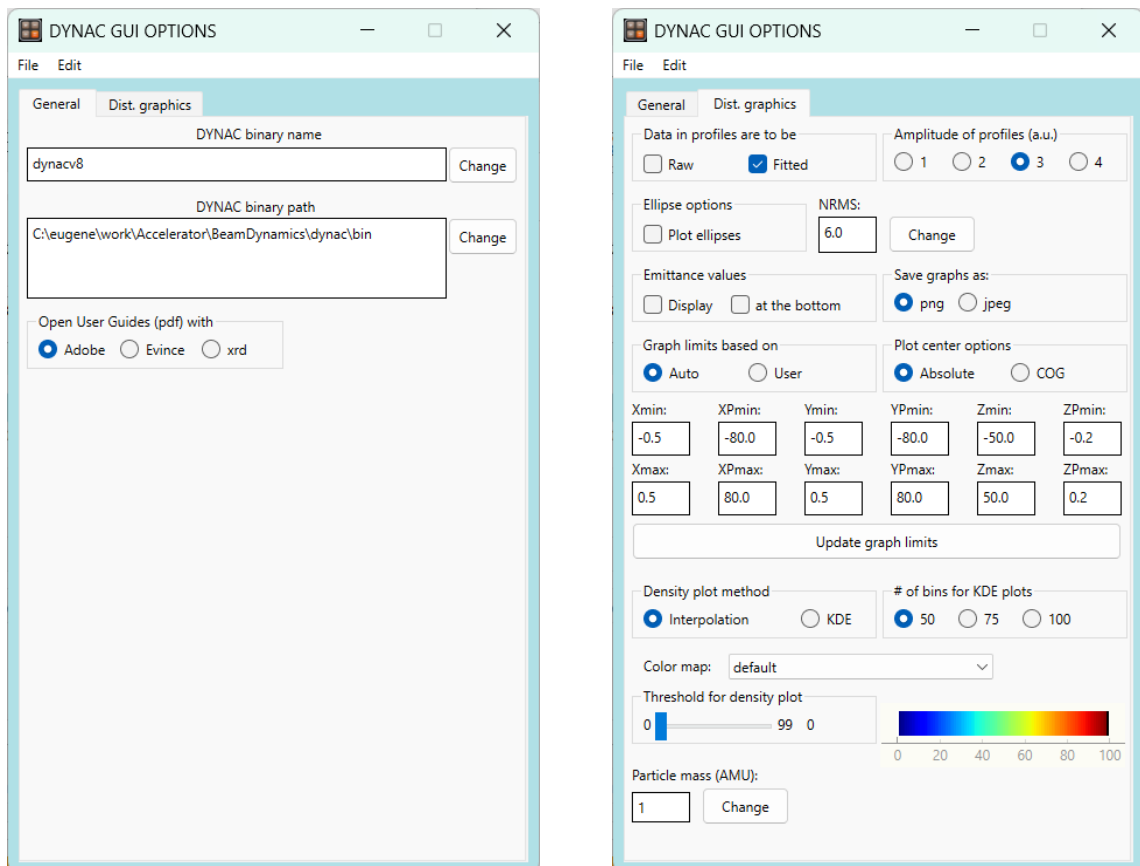 DYNAC GUI OPTIONS
File Edit
General Dist. graphics
DYNAC binary name
dynacv8 Change
DYNAC binary path
C:\eugene\work\Accelerator\BeamDynamics\dynac\bin Change
Open User Guides (pdf) with
Adobe Evince xrd
DYNAC GUI OPTIONS
File Edit
General Dist. graphics
Data in profiles are to be Amplitude of profiles (a.u.)
Raw Fitted 1 2 3 4
Ellipse options NRMS:
Plot ellipses 6.0 Change
Emittance values Save graphs as:
Display at the bottom png jpeg
Graph limits based on Plot center options
Auto User Absolute COG
Xmin: XPmin: Ymin: YPmin: Zmin: ZPmin:
-0.5 -80.0 -0.5 -80.0 -50.0 -0.2
Xmax: XPmax: Ymax: YPmax: Zmax: ZPmax:
0.5 80.0 0.5 80.0 50.0 0.2
Update graph limits
Density plot method # of bins for KDE plots
Interpolation KDE 50 75 100
Color map: default
Threshold for density plot
0 99 0
0 20 40 60 80 100
Particle mass (AMU):
1 Change